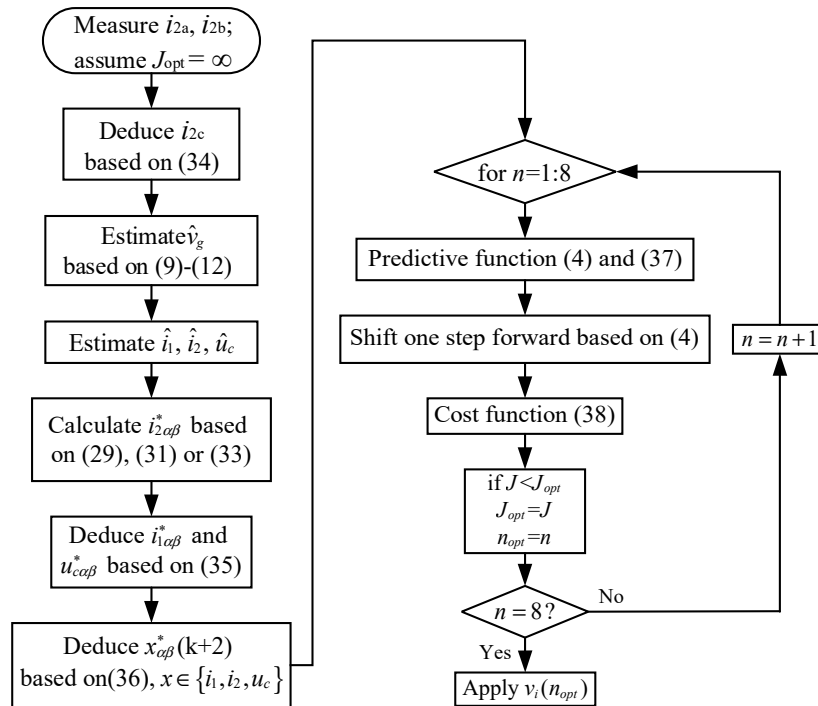 Measure i2a, i2b;
assume Jopt = ∞
Deduce i2c
based on (34)
Estimate v̂g
based on (9)-(12)
Estimate î1, î2, ûc
Calculate i*2αβ based
on (29), (31) or (33)
Deduce i*1αβ and
u*cαβ based on (35)
Deduce x*αβ(k+2)
based on(36), x ∈ {i1, i2, uc}
for n=1:8
Predictive function (4) and (37)
Shift one step forward based on (4)
n = n+1
Cost function (38)
if J<Jopt
Jopt=J
nopt=n
n = 8?
No
Yes
Apply vi(nopt)